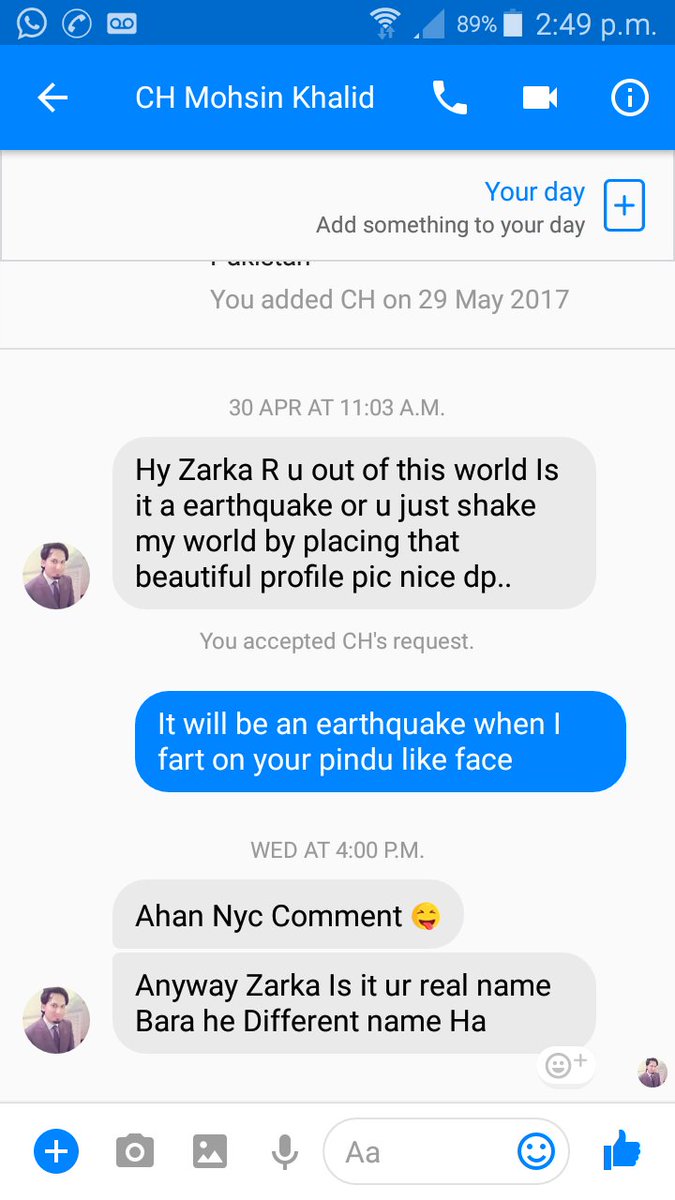 89% 2:49 p.m.
CH Mohsin Khalid
Your day
Add something to your day
Pakistan
You added CH on 29 May 2017
30 APR AT 11:03 A.M.
Hy Zarka R u out of this world Is
it a earthquake or u just shake
my world by placing that
beautiful profile pic nice dp..
You accepted CH's request.
It will be an earthquake when I
fart on your pindu like face
WED AT 4:00 P.M.
Ahan Nyc Comment 😜
Anyway Zarka Is it ur real name
Bara he Different name Ha
Aa